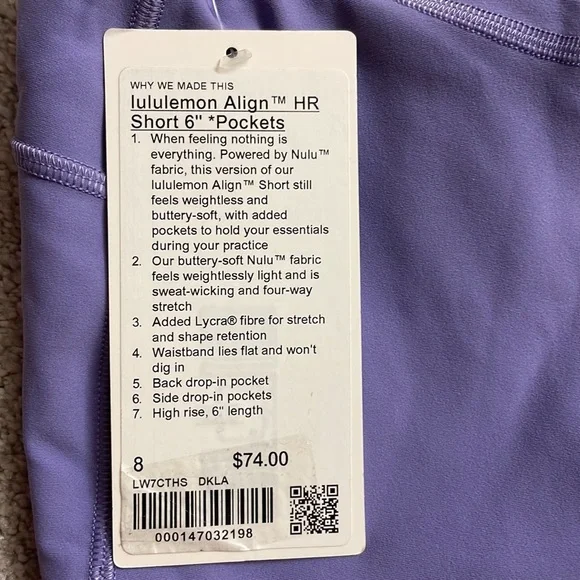 WHY WE MADE THIS
lululemon Align™ HR
Short 6" *Pockets
1. When feeling nothing is
everything. Powered by Nulu™
fabric, this version of our
lululemon Align™ Short still
feels weightless and
buttery-soft, with added
pockets to hold your essentials
during your practice
2. Our buttery-soft Nulu™ fabric
feels weightlessly light and is
sweat-wicking and four-way
stretch
3. Added Lycra® fibre for stretch
and shape retention
4. Waistband lies flat and won't
dig in
5. Back drop-in pocket
6. Side drop-in pockets
7. High rise, 6" length
8 $74.00
LW7CTHS DKLA
000147032198